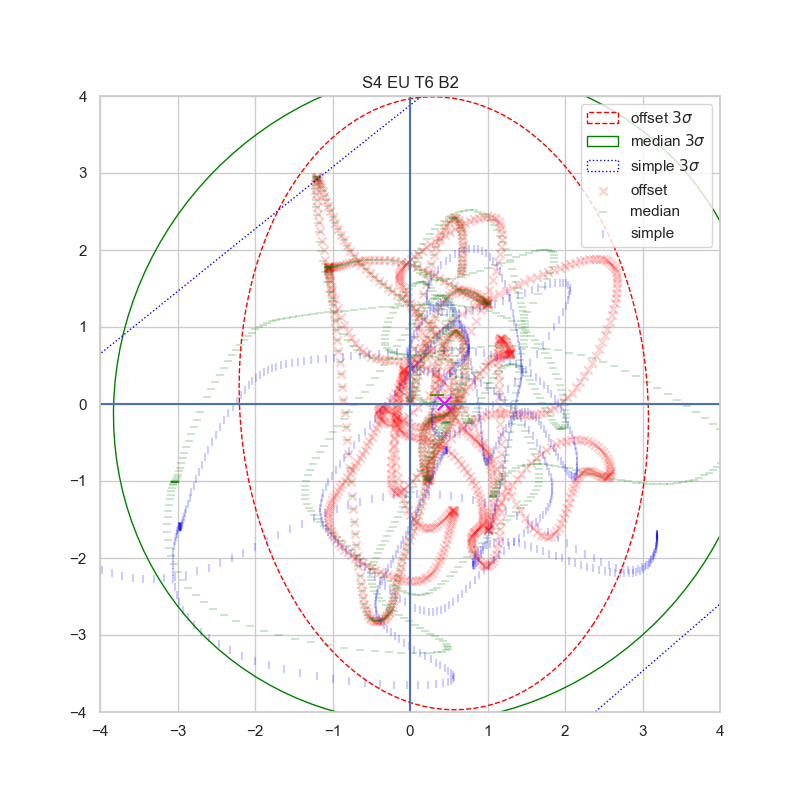 S4 EU T6 B2
offset 3σ
median 3σ
simple 3σ
offset
median
simple
4
3
2
1
0
−1
−2
−3
−4
−4 −3 −2 −1 0 1 2 3 4